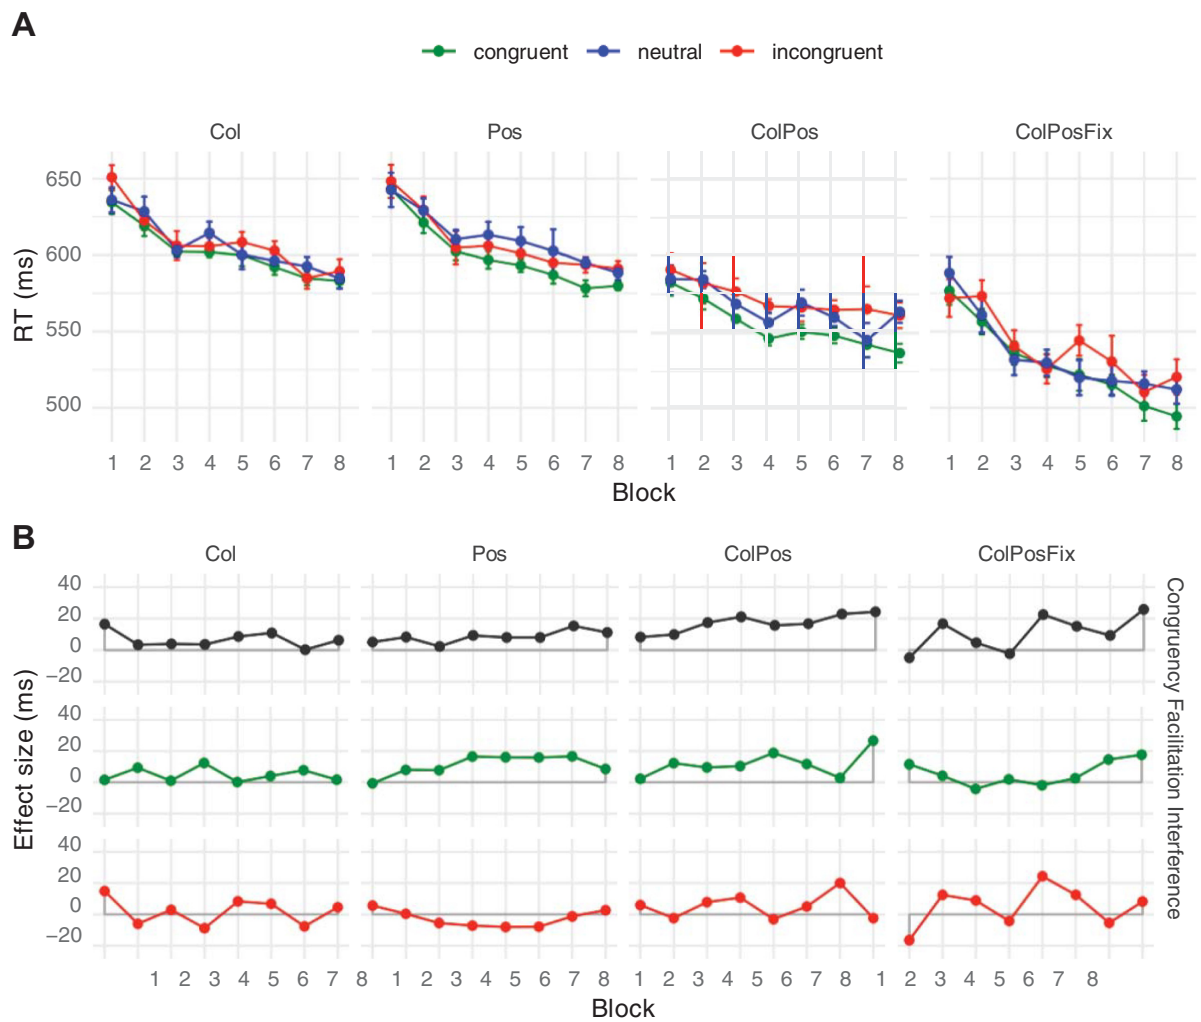 A
congruent neutral incongruent
Col Pos ColPos ColPosFix
650
600
550
500
RT (ms)
1 2 3 4 5 6 7 8 1 2 3 4 5 6 7 8 1 2 3 4 5 6 7 8 1 2 3 4 5 6 7 8
Block
B
Col Pos ColPos ColPosFix
40
20
0
−20
40
20
0
−20
40
20
0
−20
Effect size (ms)
Congruency Facilitation Interference
1 2 3 4 5 6 7 8 1 2 3 4 5 6 7 8 1 2 3 4 5 6 7 8 1 2 3 4 5 6 7 8
Block